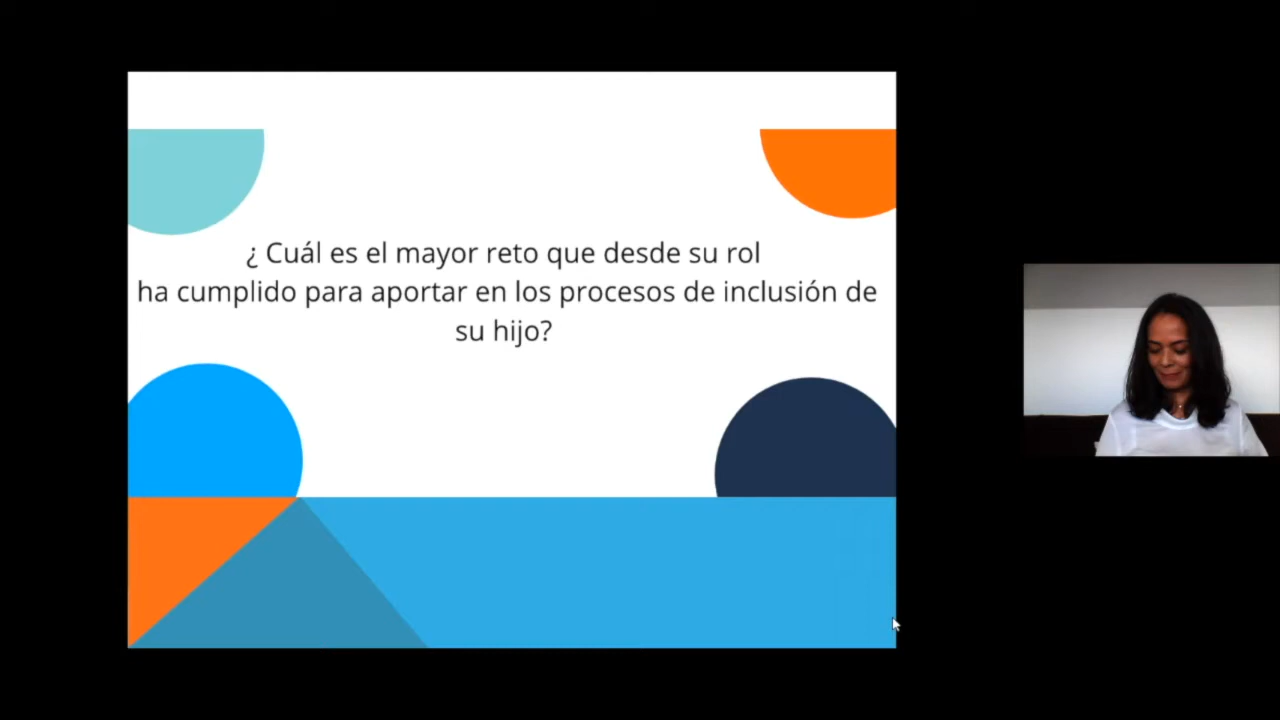 ¿ Cuál es el mayor reto que desde su rol
ha cumplido para aportar en los procesos de inclusión de
su hijo?